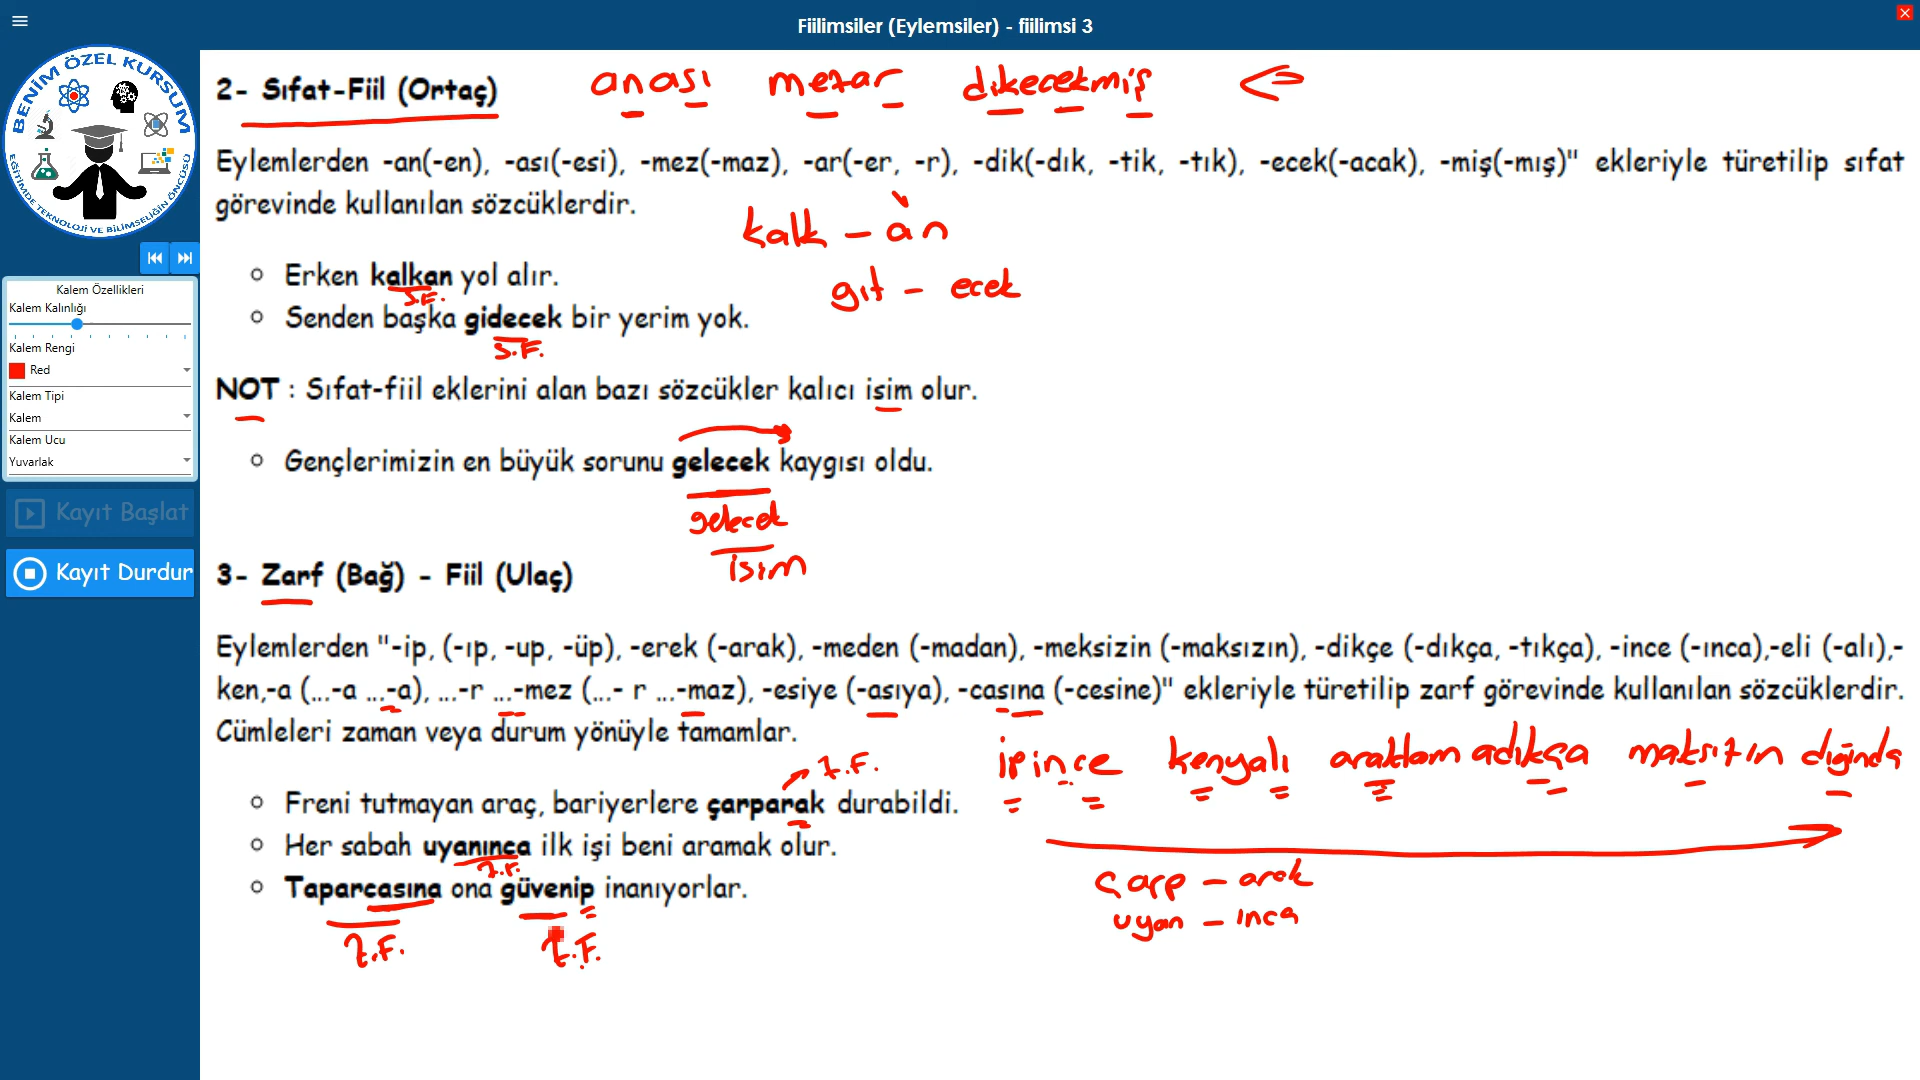 Fiilimsiler (Eylemsiler) - fiilimsi 3
BENİM ÖZEL KURSUM
EĞİTİMDE TEKNOLOJİ VE BİLİMSELLİĞİN ÖNCÜSÜ
Kalem Özellikleri
Kalem Kalınlığı
Kalem Rengi
Red
Kalem Tipi
Kalem
Kalem Ucu
Yuvarlak
Kayıt Başlat
Kayıt Durdur
2- Sıfat-Fiil (Ortaç) anası mezar dikecekmiş
Eylemlerden -an(-en), -ası(-esi), -mez(-maz), -ar(-er, -r), -dik(-dık, -tik, -tık), -ecek(-acak), -miş(-mış)" ekleriyle türetilip sıfat
görevinde kullanılan sözcüklerdir.
kalk - an
Erken kalkan yol alır.
S.F.
git - ecek
Senden başka gidecek bir yerim yok.
S.F.
NOT : Sıfat-fiil eklerini alan bazı sözcükler kalıcı isim olur.
Gençlerimizin en büyük sorunu gelecek kaygısı oldu.
gelecek
isim
3- Zarf (Bağ) - Fiil (Ulaç)
Eylemlerden "-ip, (-ıp, -up, -üp), -erek (-arak), -meden (-madan), -meksizin (-maksızın), -dikçe (-dıkça, -tıkça), -ince (-ınca),-eli (-alı),-
ken,-a (...-a ...-a), ...-r ...-mez (...- r ...-maz), -esiye (-asıya), -casına (-cesine)" ekleriyle türetilip zarf görevinde kullanılan sözcüklerdir.
Cümleleri zaman veya durum yönüyle tamamlar.
ipince kenyalı araklamadıkça maksızın dığında
Z.F.
Freni tutmayan araç, bariyerlere çarparak durabildi.
Her sabah uyanınca ilk işi beni aramak olur.
Z.F.
çarp - arak
Taparcasına ona güvenip inanıyorlar.
uyan - ınca
Z.F. Z.F.